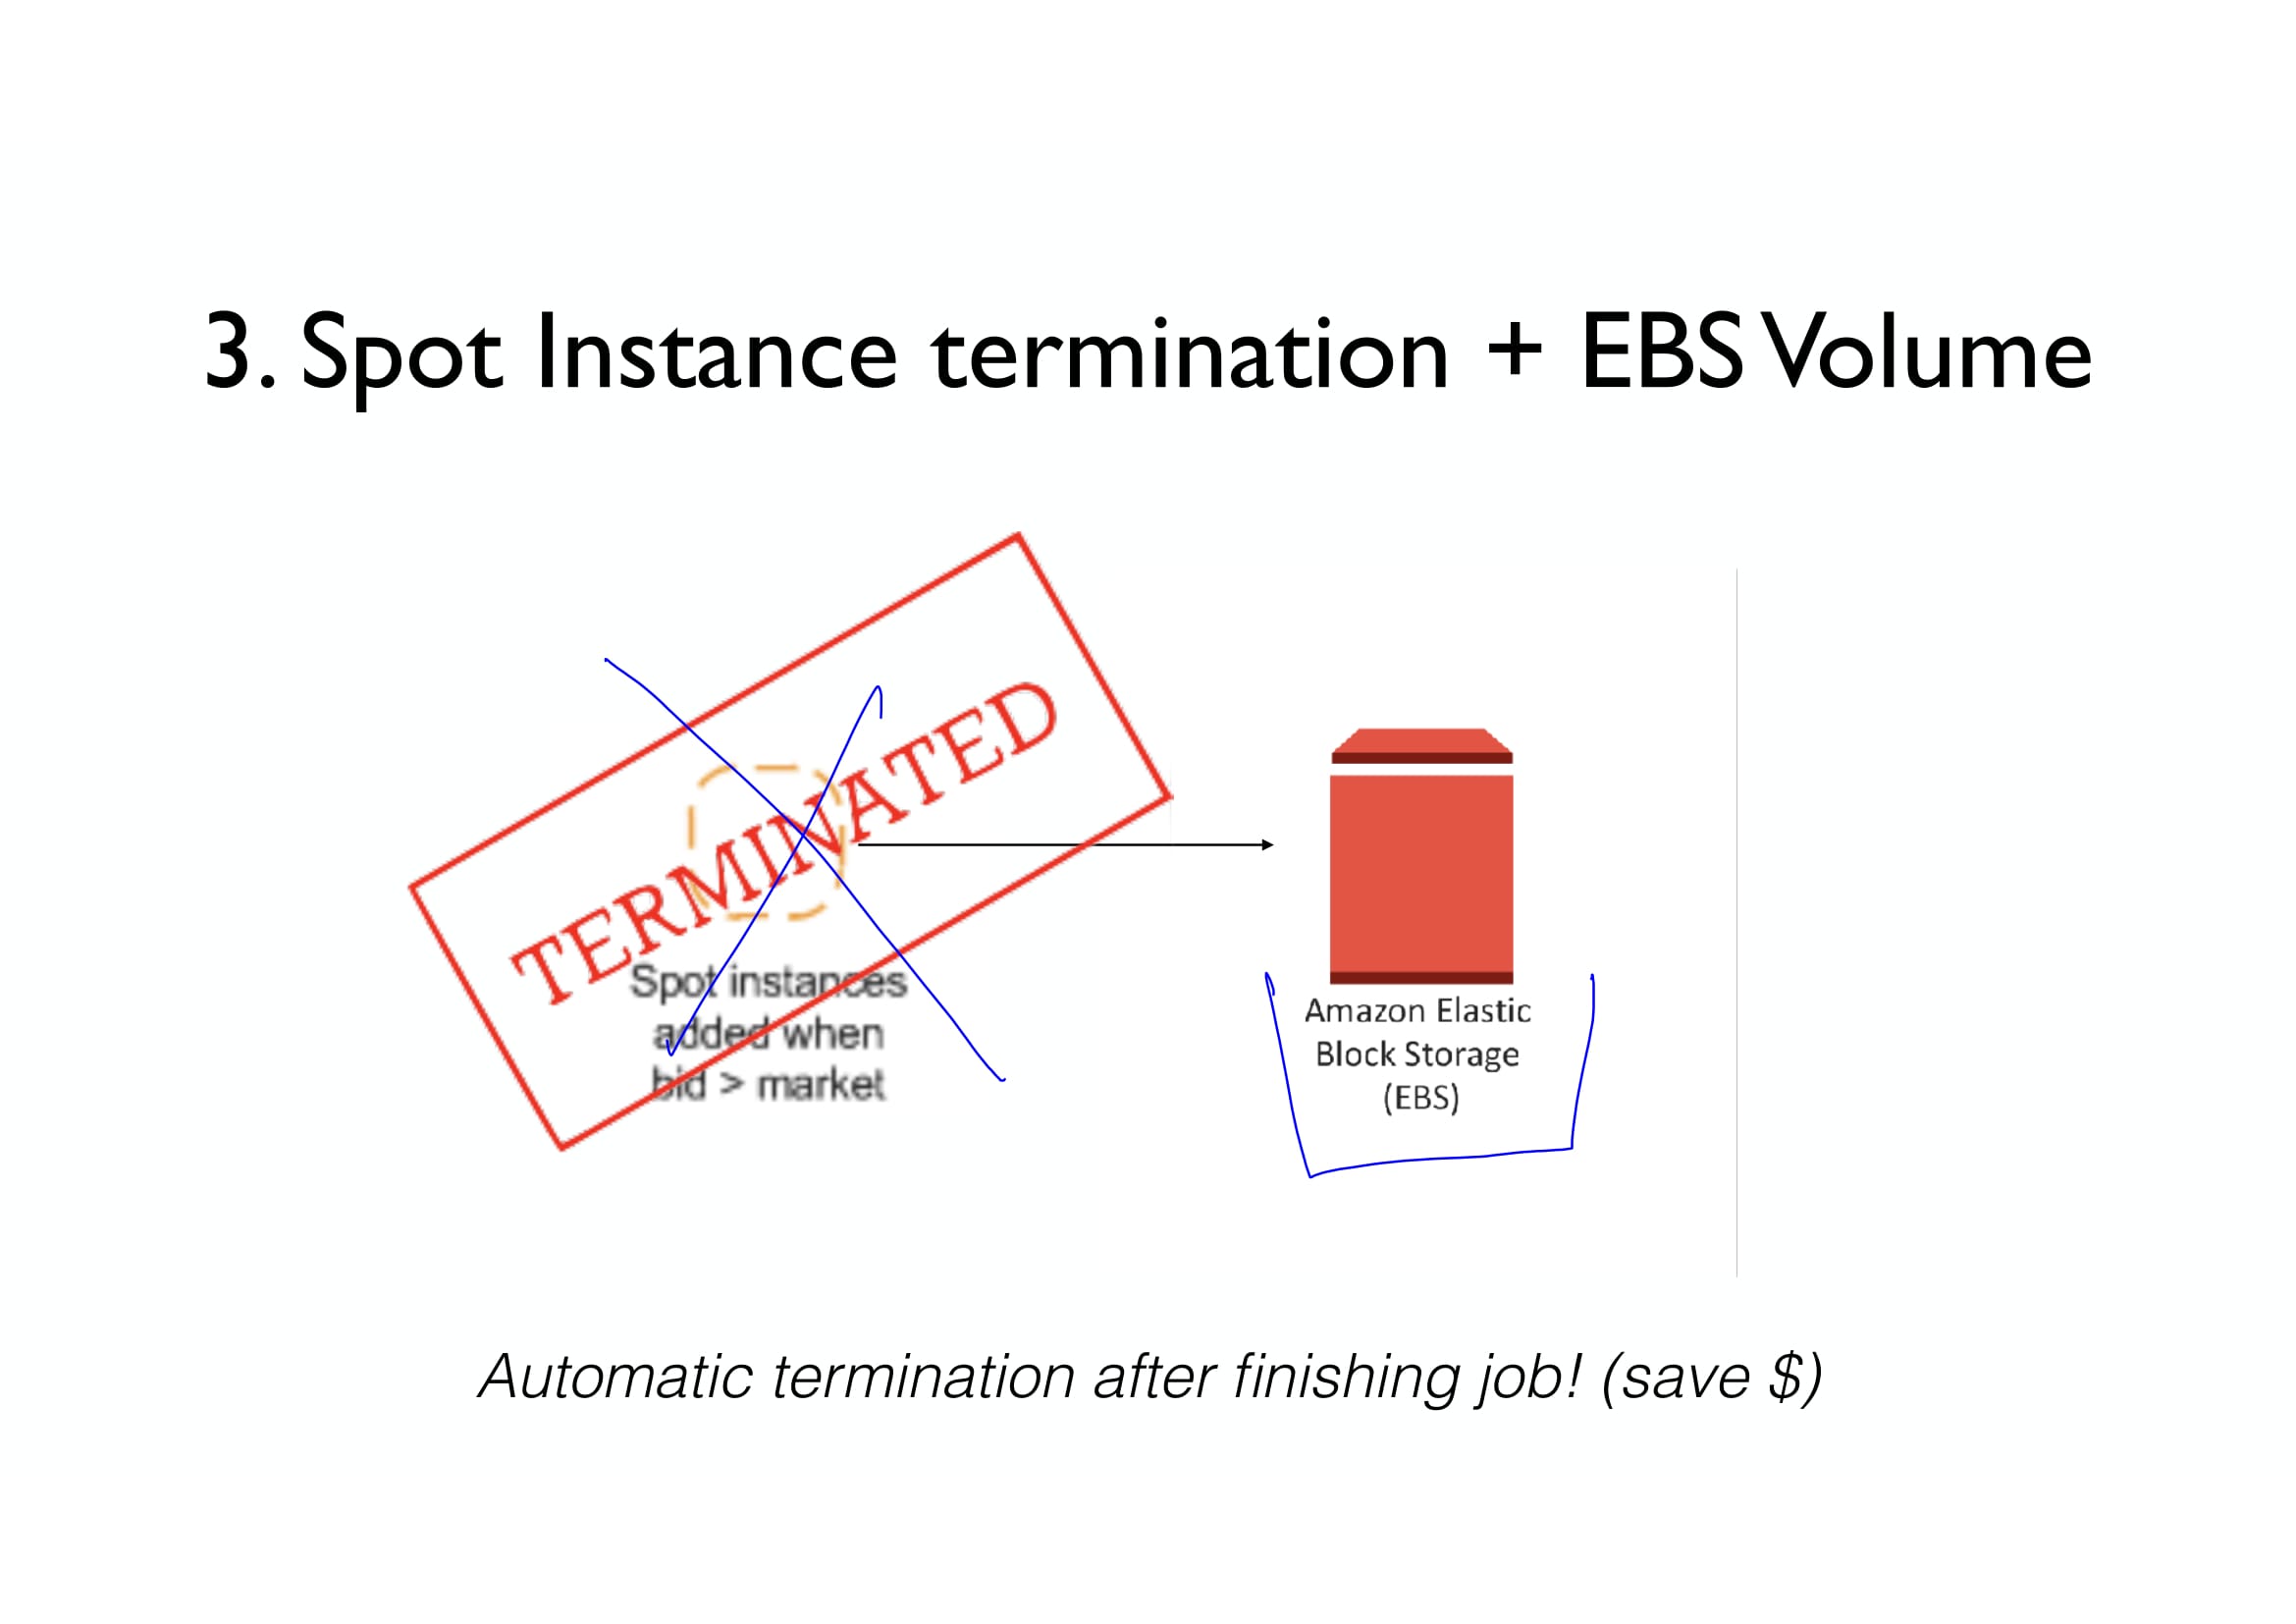 3. Spot Instance termination + EBS Volume
TERMINATED
Spot instances
added when
bid > market
Amazon Elastic
Block Storage
(EBS)
Automatic termination after finishing job! (save $)